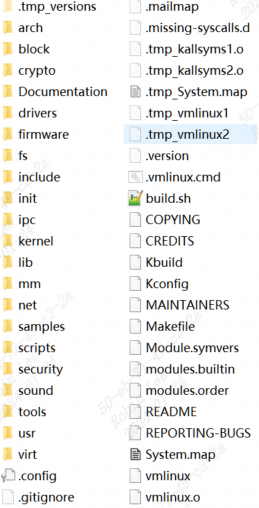 .tmp_versions
arch
block
crypto
Documentation
drivers
firmware
fs
include
init
ipc
kernel
lib
mm
net
samples
scripts
security
sound
tools
usr
virt
.config
.gitignore
.mailmap
.missing-syscalls.d
.tmp_kallsyms1.o
.tmp_kallsyms2.o
.tmp_System.map
.tmp_vmlinux1
.tmp_vmlinux2
.version
.vmlinux.cmd
build.sh
COPYING
CREDITS
Kbuild
Kconfig
MAINTAINERS
Makefile
Module.symvers
modules.builtin
modules.order
README
REPORTING-BUGS
System.map
vmlinux
vmlinux.o